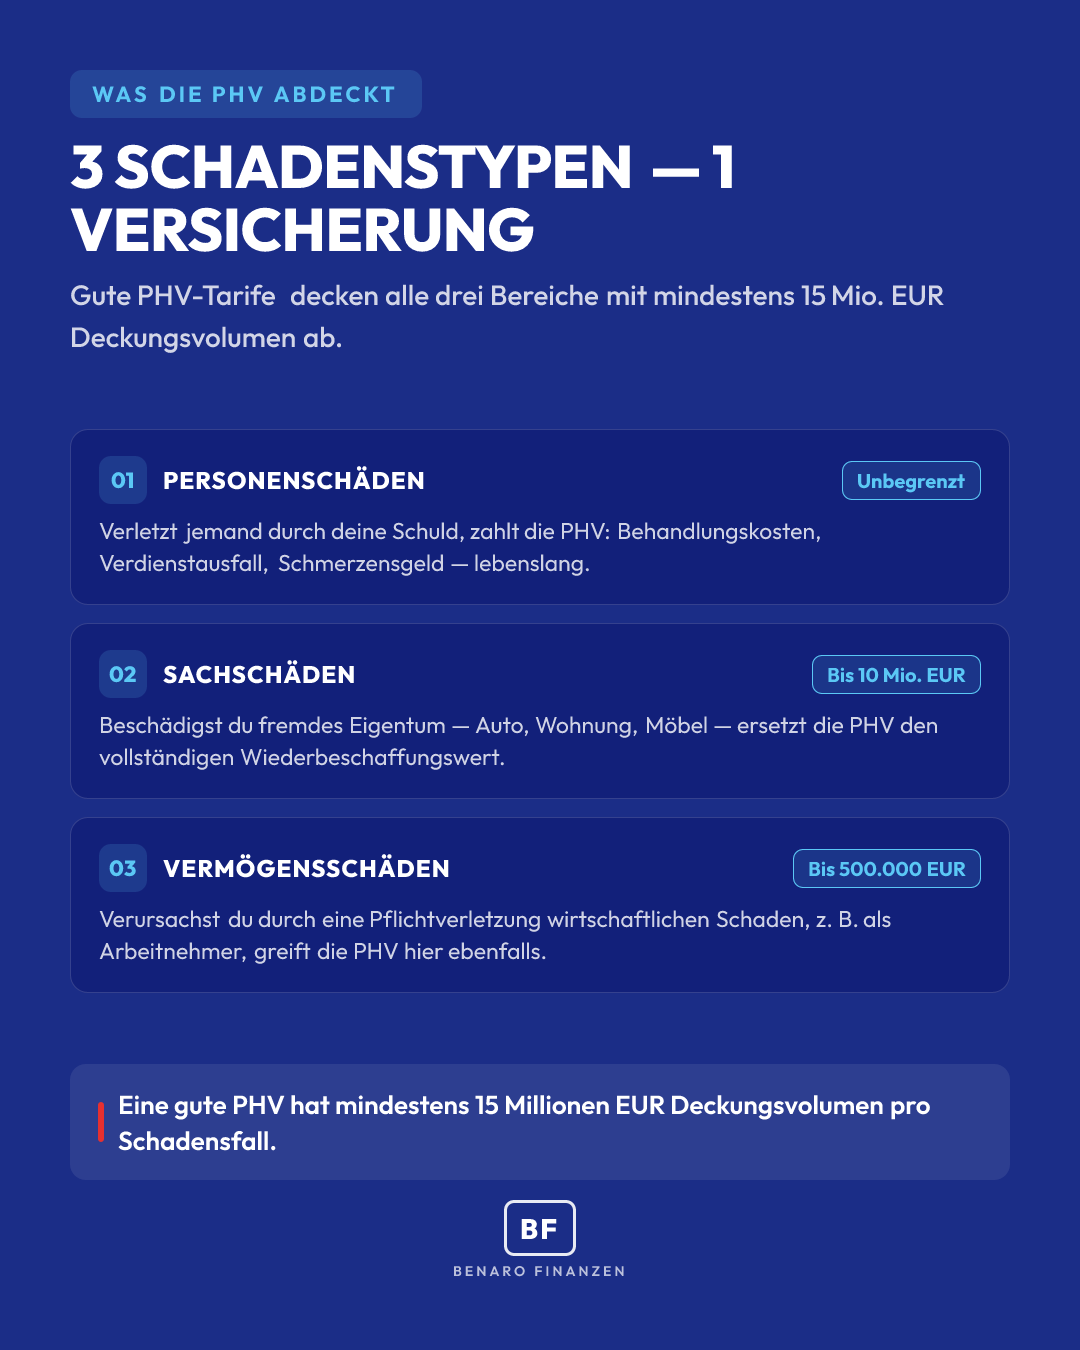 WAS DIE PHV ABDECKT
3 SCHADENSTYPEN — 1
VERSICHERUNG
Gute PHV-Tarife decken alle drei Bereiche mit mindestens 15 Mio. EUR
Deckungsvolumen ab.
01 PERSONENSCHÄDEN Unbegrenzt
Verletzt jemand durch deine Schuld, zahlt die PHV: Behandlungskosten,
Verdienstausfall, Schmerzensgeld — lebenslang.
02 SACHSCHÄDEN Bis 10 Mio. EUR
Beschädigst du fremdes Eigentum — Auto, Wohnung, Möbel — ersetzt die PHV den
vollständigen Wiederbeschaffungswert.
03 VERMÖGENSSCHÄDEN Bis 500.000 EUR
Verursachst du durch eine Pflichtverletzung wirtschaftlichen Schaden, z. B. als
Arbeitnehmer, greift die PHV hier ebenfalls.
Eine gute PHV hat mindestens 15 Millionen EUR Deckungsvolumen pro
Schadensfall.
BF
BENARO FINANZEN